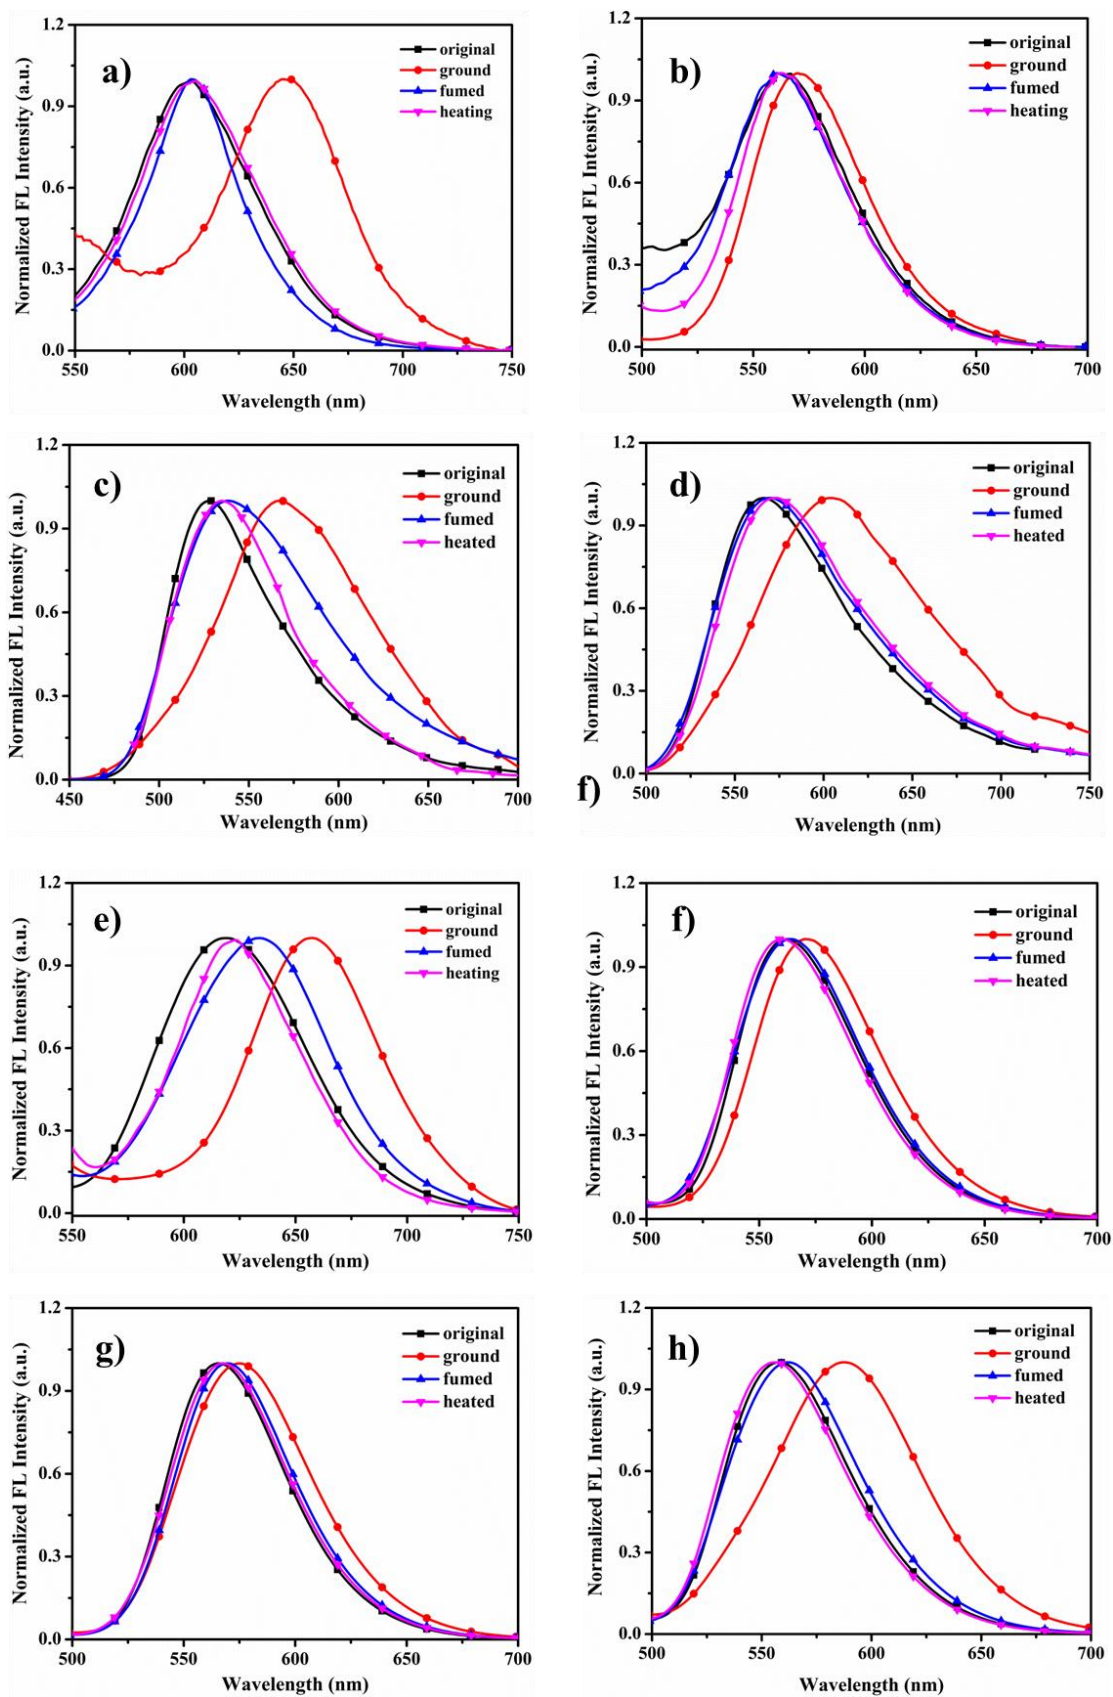 a)
Normalized FL Intensity (a.u.)
1.2
0.9
0.6
0.3
0.0
original
ground
fumed
heating
550 600 650 700 750
Wavelength (nm)
b)
Normalized FL Intensity (a.u.)
1.2
0.9
0.6
0.3
0.0
original
ground
fumed
heating
500 550 600 650 700
Wavelength (nm)
c)
Normalized FL Intensity (a.u.)
1.2
0.9
0.6
0.3
0.0
original
ground
fumed
heated
450 500 550 600 650 700
Wavelength (nm)
d)
Normalized FL Intensity (a.u.)
1.2
0.9
0.6
0.3
0.0
original
ground
fumed
heated
500 550 600 650 700 750
Wavelength (nm)
f)
e)
Normalized FL Intensity (a.u.)
1.2
0.9
0.6
0.3
0.0
original
ground
fumed
heating
550 600 650 700 750
Wavelength (nm)
f)
Normalized FL Intensity (a.u.)
1.2
0.9
0.6
0.3
0.0
original
ground
fumed
heated
500 550 600 650 700
Wavelength (nm)
g)
Normalized FL Intensity (a.u.)
1.2
0.9
0.6
0.3
0.0
original
ground
fumed
heated
500 550 600 650 700
Wavelength (nm)
h)
Normalized FL Intensity (a.u.)
1.2
0.9
0.6
0.3
0.0
original
ground
fumed
heated
500 550 600 650 700
Wavelength (nm)